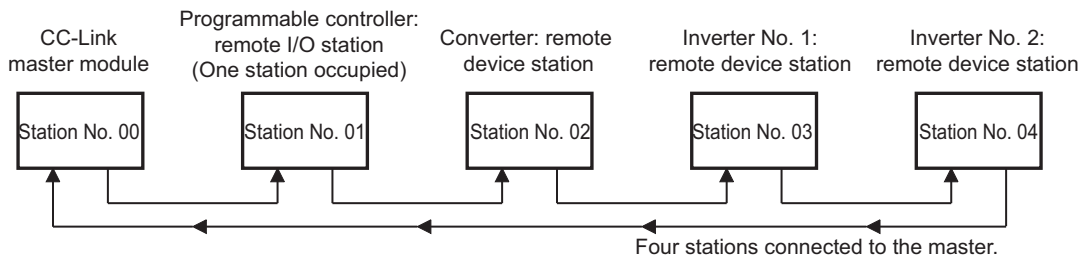 CC-Link
master module
Programmable controller:
remote I/O station
(One station occupied)
Converter: remote
device station
Inverter No. 1:
remote device station
Inverter No. 2:
remote device station
Station No. 00
Station No. 01
Station No. 02
Station No. 03
Station No. 04
Four stations connected to the master.